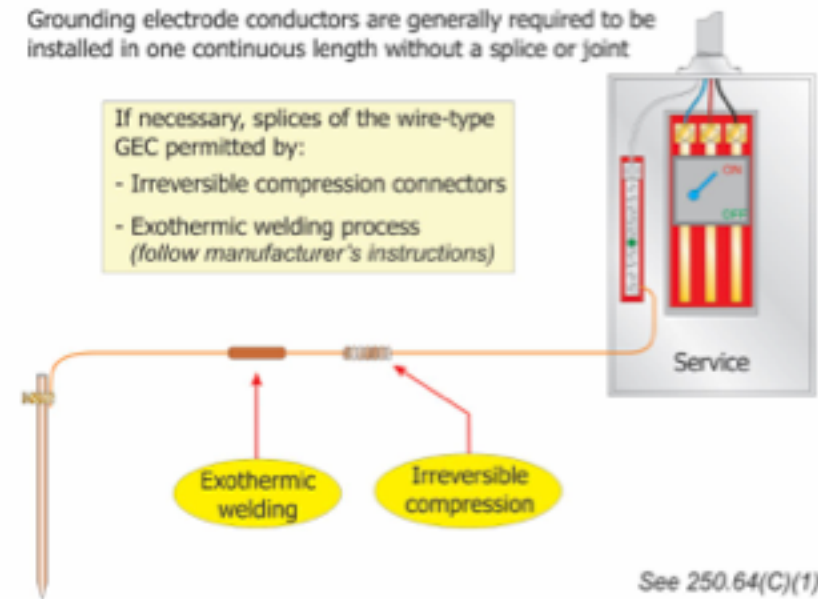 Grounding electrode conductors are generally required to be
installed in one continuous length without a splice or joint
If necessary, splices of the wire-type
GEC permitted by:
- Irreversible compression connectors
- Exothermic welding process
(follow manufacturer's instructions)
ON
OFF
Service
Exothermic
welding
Irreversible
compression
See 250.64(C)(1)